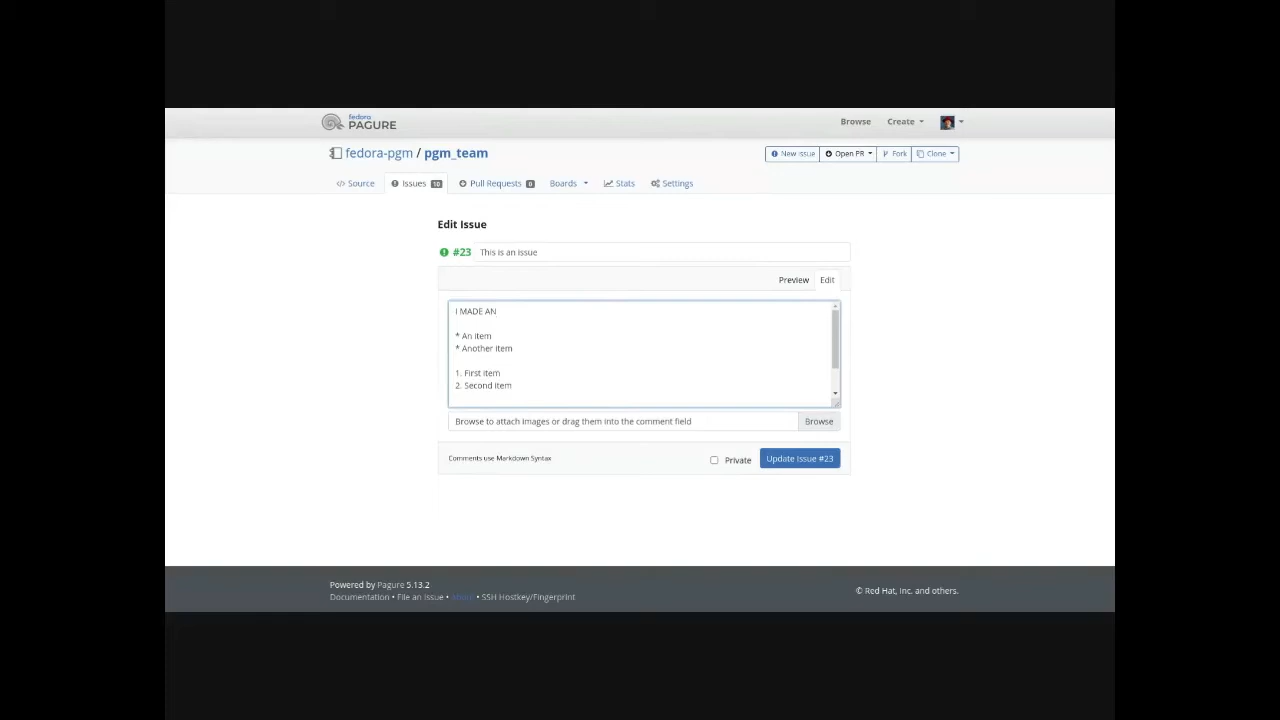 fedora
PAGURE
Browse
Create
fedora-pgm / pgm_team
New Issue
Open PR
Fork
Clone
Source
Issues 10
Pull Requests 0
Boards
Stats
Settings
Edit Issue
#23
This is an issue
Preview
Edit
I MADE AN
* An item
* Another item
1. First item
2. Second item
Browse to attach images or drag them into the comment field
Browse
Comments use Markdown Syntax
Private
Update Issue #23
Powered by Pagure 5.13.2
Documentation • File an Issue • About • SSH Hostkey/Fingerprint
© Red Hat, Inc. and others.